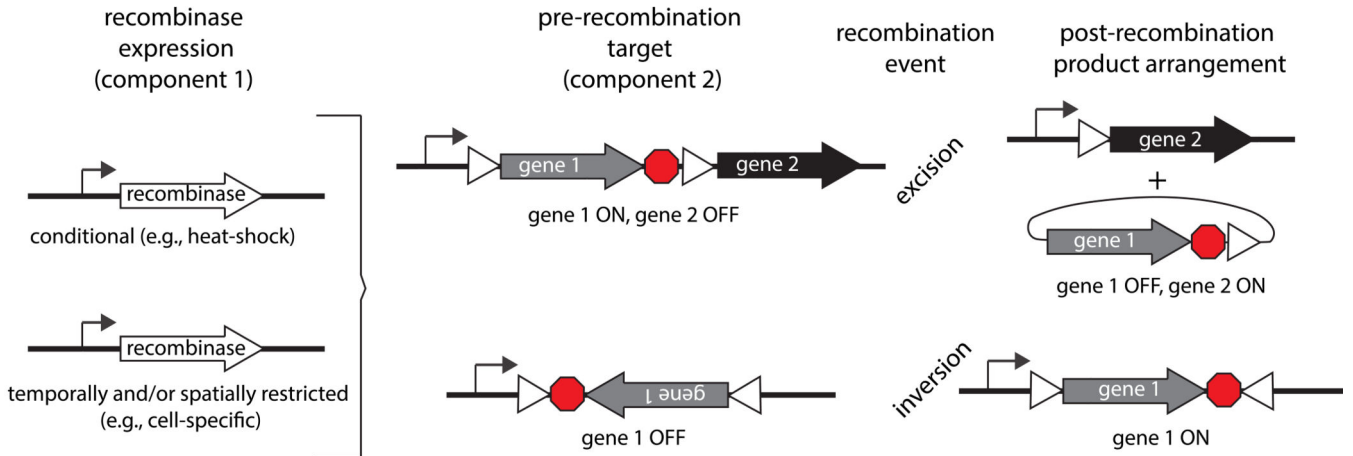 recombinase
expression
(component 1)
pre-recombination
target
(component 2)
recombination
event
post-recombination
product arrangement
recombinase
conditional (e.g., heat-shock)
recombinase
temporally and/or spatially restricted
(e.g., cell-specific)
gene 1
gene 2
gene 1 ON, gene 2 OFF
excision
gene 2
+
gene 1
gene 1 OFF, gene 2 ON
gene 1
gene 1 OFF
inversion
gene 1
gene 1 ON